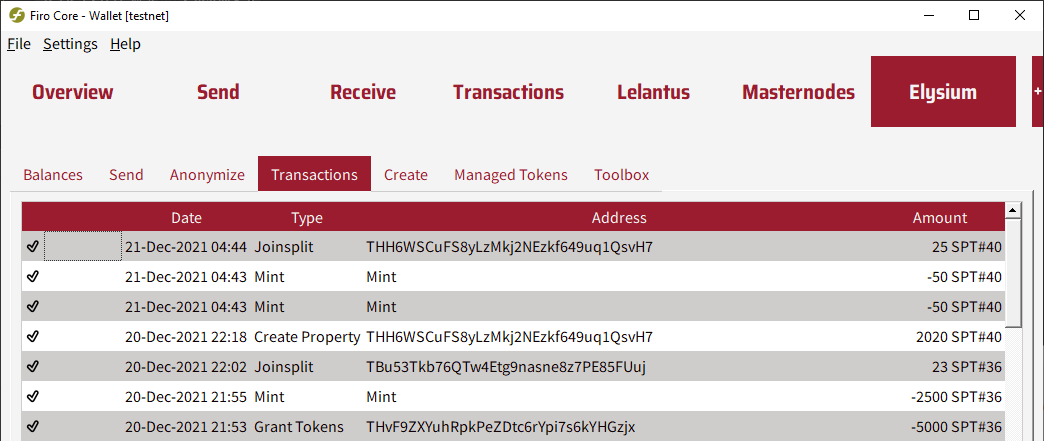 Firo Core - Wallet [testnet]
File Settings Help
Overview Send Receive Transactions Lelantus Masternodes Elysium +
Balances Send Anonymize Transactions Create Managed Tokens Toolbox
Date Type Address Amount
21-Dec-2021 04:44 Joinsplit THH6WSCuFS8yLzMkj2NEzkf649uq1QsvH7 25 SPT#40
21-Dec-2021 04:43 Mint Mint -50 SPT#40
21-Dec-2021 04:43 Mint Mint -50 SPT#40
20-Dec-2021 22:18 Create Property THH6WSCuFS8yLzMkj2NEzkf649uq1QsvH7 2020 SPT#40
20-Dec-2021 22:02 Joinsplit TBu53Tkb76QTw4Etg9nasne8z7PE85FUuj 23 SPT#36
20-Dec-2021 21:55 Mint Mint -2500 SPT#36
20-Dec-2021 21:53 Grant Tokens THvF9ZXYuhRpkPeZDtc6rYpi7s6kYHGzjx -5000 SPT#36